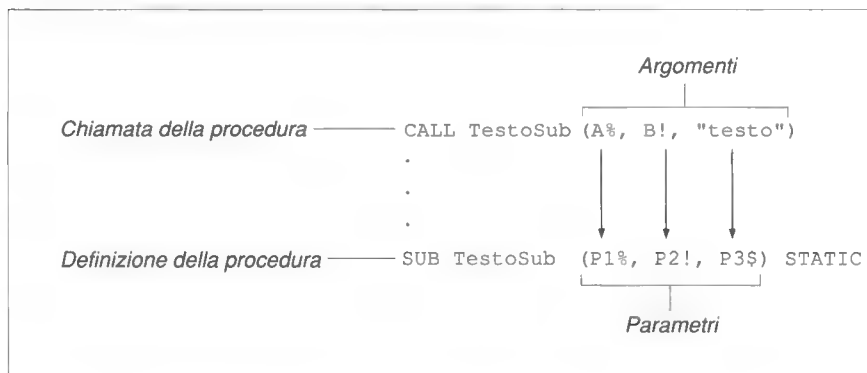 Argomenti
Chiamata della procedura CALL TestoSub (A%, B!, "testo")
.
.
.
Definizione della procedura SUB TestoSub (P1%, P2!, P3$) STATIC
Parametri